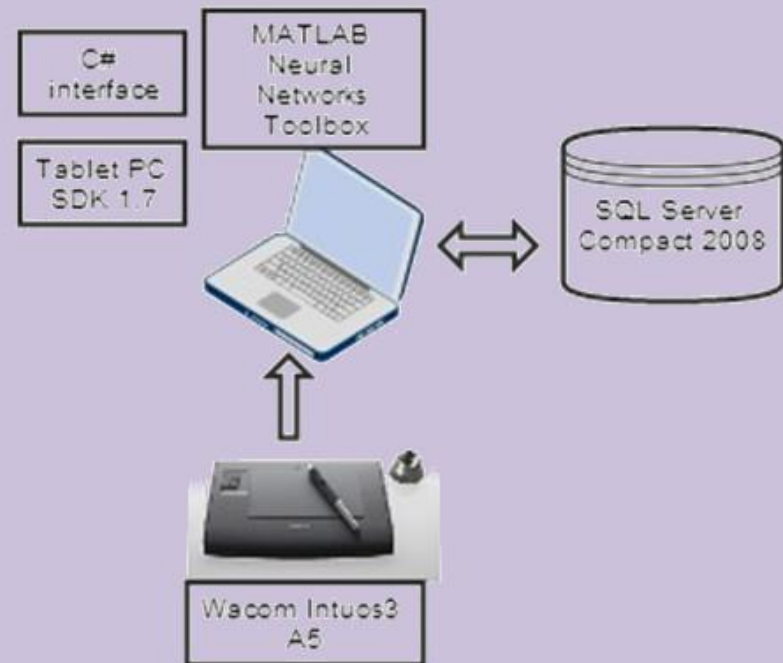 C#
interface
MATLAB
Neural
Networks
Toolbox
Tablet PC
SDK 1.7
SQL Server
Compact 2008
Wacom Intuos3
A5